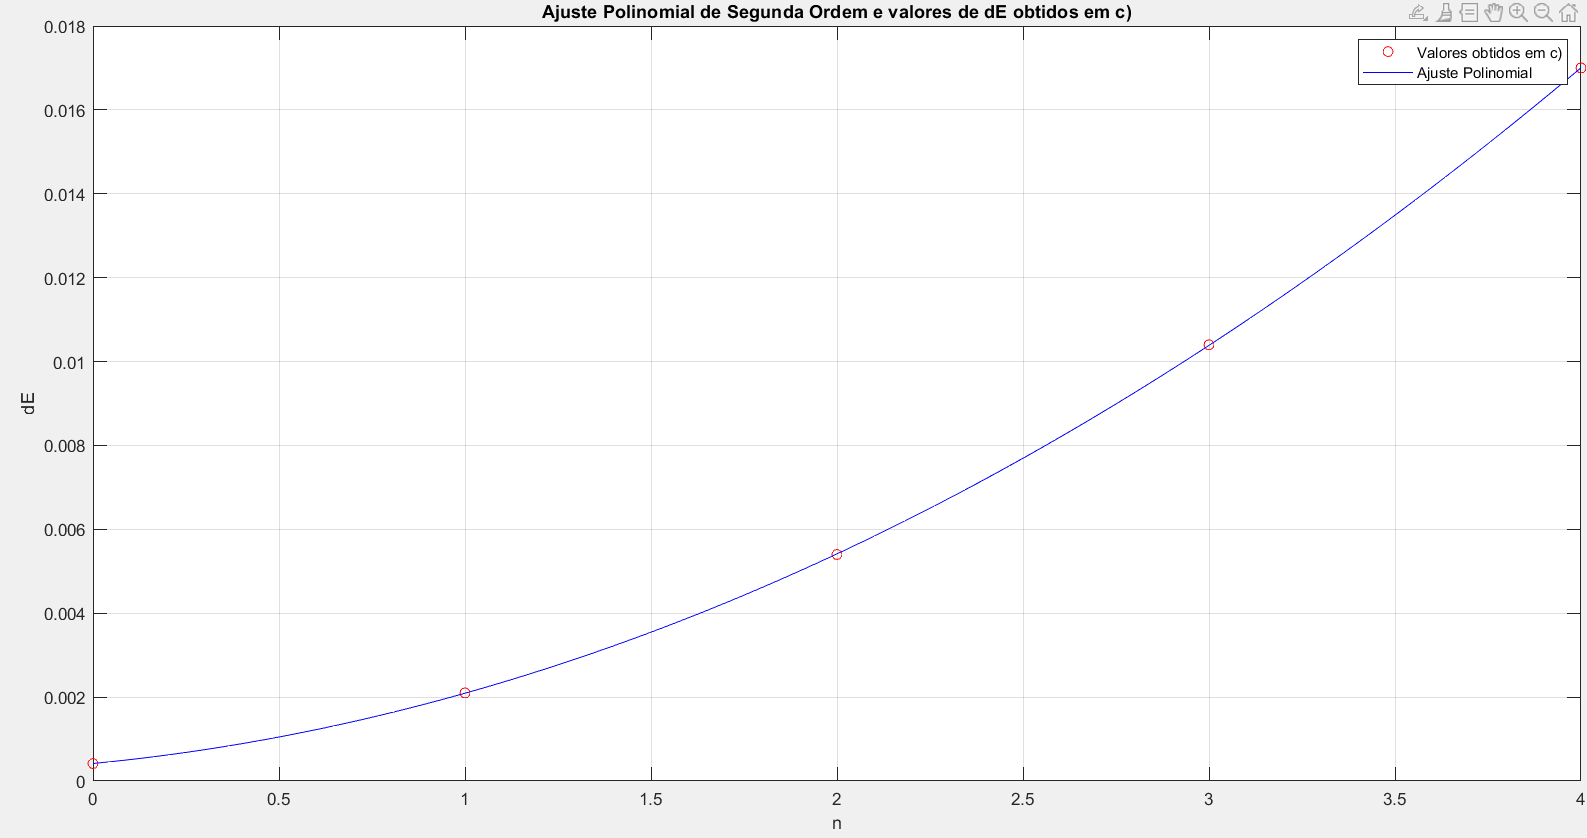 Ajuste Polinomial de Segunda Ordem e valores de dE obtidos em c)
Valores obtidos em c)
Ajuste Polinomial
0.018
0.016
0.014
0.012
0.01
0.008
0.006
0.004
0.002
0
dE
0 0.5 1 1.5 2 2.5 3 3.5 4
n